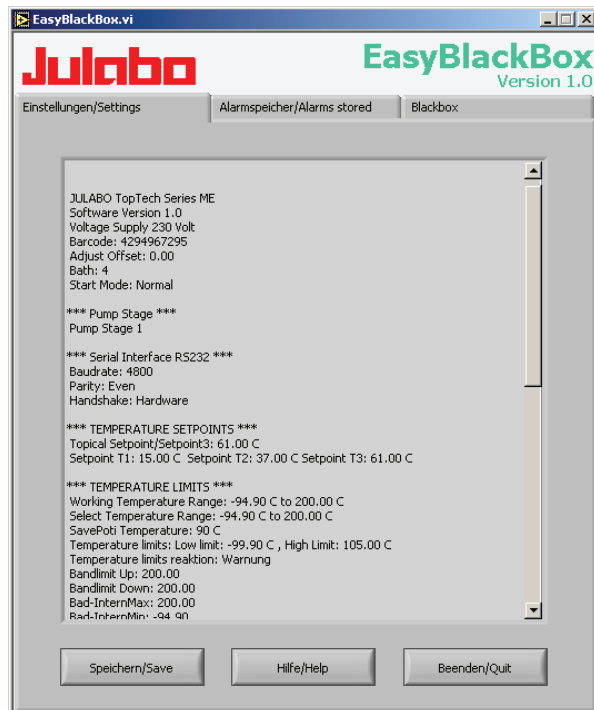 EasyBlackBox.vi
Julabo
EasyBlackBox
Version 1.0
Einstellungen/Settings
Alarmspeicher/Alarms stored
Blackbox
JULABO TopTech Series ME
Software Version 1.0
Voltage Supply 230 Volt
Barcode: 4294967295
Adjust Offset: 0.00
Bath: 4
Start Mode: Normal
*** Pump Stage ***
Pump Stage 1
*** Serial Interface RS232 ***
Baudrate: 4800
Parity: Even
Handshake: Hardware
*** TEMPERATURE SETPOINTS ***
Topical Setpoint/Setpoint3: 61.00 C
Setpoint T1: 15.00 C Setpoint T2: 37.00 C Setpoint T3: 61.00 C
*** TEMPERATURE LIMITS ***
Working Temperature Range: -94.90 C to 200.00 C
Select Temperature Range: -94.90 C to 200.00 C
SavePoti Temperature: 90 C
Temperature limits: Low limit: -99.90 C , High Limit: 105.00 C
Temperature limits reaktion: Warnung
Bandlimit Up: 200.00
Bandlimit Down: 200.00
Bad-InternMax: 200.00
Bad-InternMin: -94.90
Speichern/Save
Hilfe/Help
Beenden/Quit